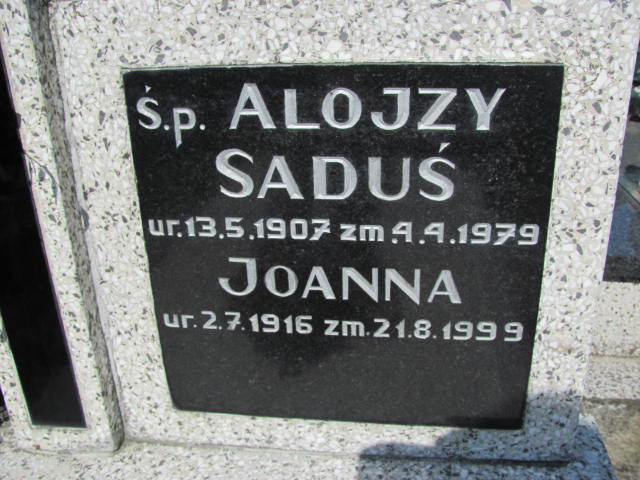 ś.p. ALOJZY
SADUŚ
ur.13.5.1907 zm.4.4.1979
JOANNA
ur.2.7.1916 zm.21.8.1999